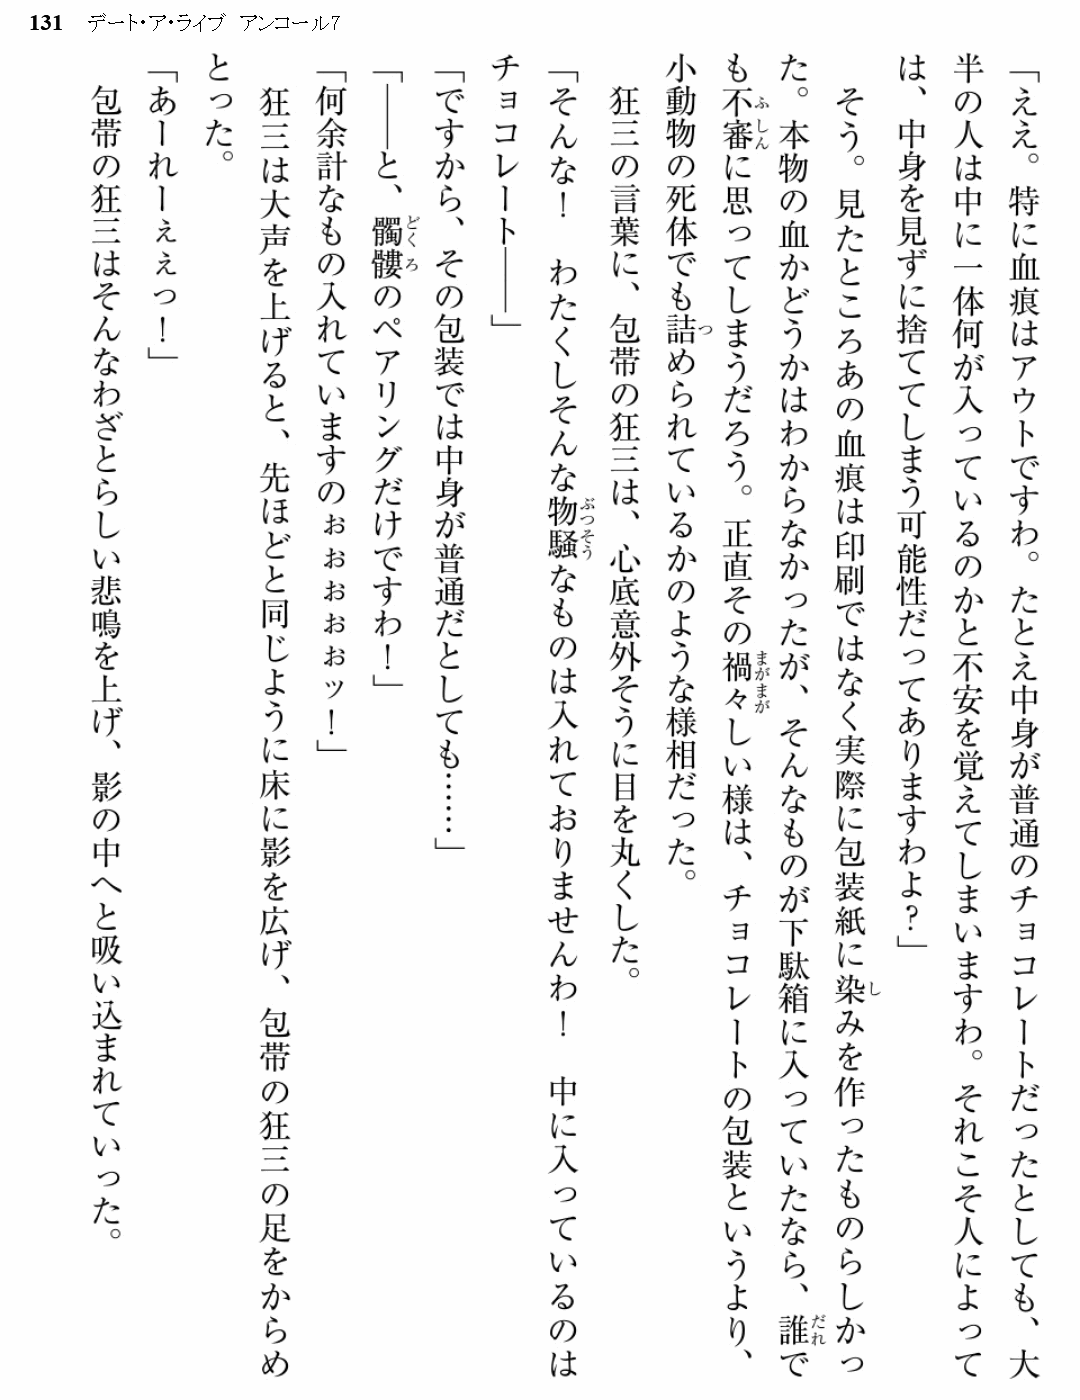 131 デート・ア・ライブ アンコール7
「ええ。特に血痕はアウトですわ。たとえ中身が普通のチョコレートだったとしても、大
半の人は中に一体何が入っているのかと不安を覚えてしまいますわ。それこそ人によって
は、中身を見ずに捨ててしまう可能性だってありますわよ？」
　そう。見たところあの血痕は印刷ではなく実際に包装紙に染みを作ったものらしかっ
た。本物の血かどうかはわからなかったが、そんなものが下駄箱に入っていたなら、誰で
も不審に思ってしまうだろう。正直その禍々しい様は、チョコレートの包装というより、
小動物の死体でも詰められているかのような様相だった。
　狂三の言葉に、包帯の狂三は、心底意外そうに目を丸くした。
「そんな！　わたくしそんな物騒なものは入れておりませんわ！　中に入っているのは
チョコレート――」
「ですから、その包装では中身が普通だとしても……」
「――と、髑髏のペアリングだけですわ！」
「何余計なもの入れていますのぉぉぉぉぉッ！」
　狂三は大声を上げると、先ほどと同じように床に影を広げ、包帯の狂三の足をからめ
とった。
「あーれーぇぇっ！」
　包帯の狂三はそんなわざとらしい悲鳴を上げ、影の中へと吸い込まれていった。